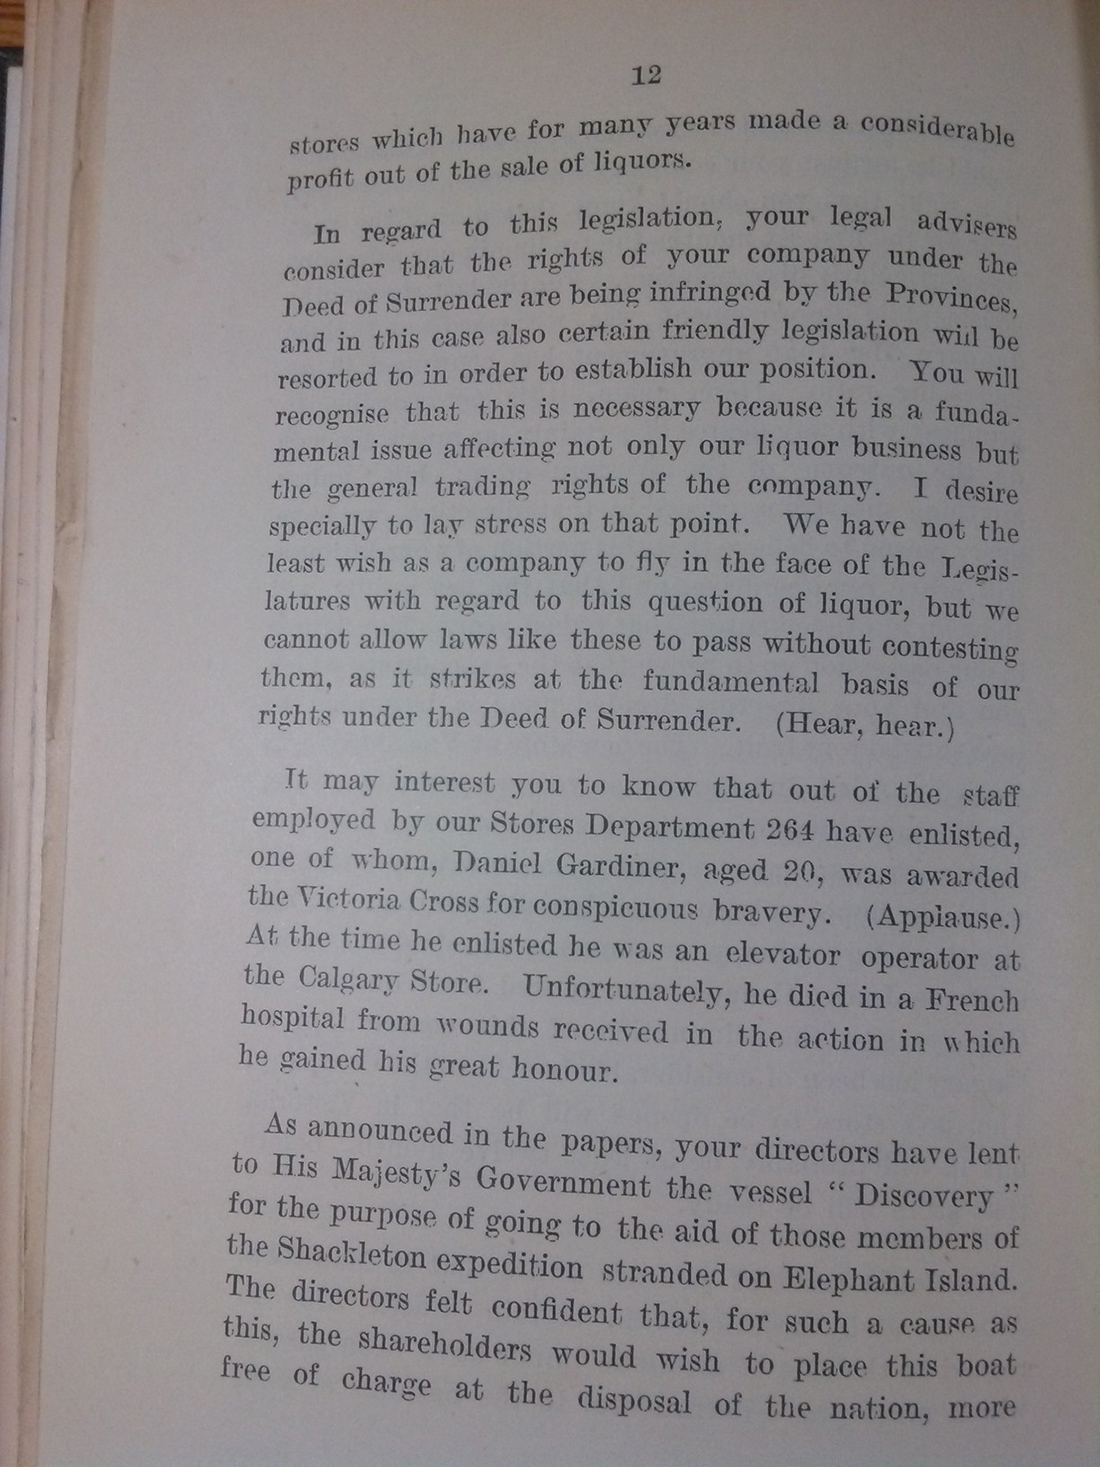 12
stores which have for many years made a considerable
profit out of the sale of liquors.
In regard to this legislation, your legal advisers
consider that the rights of your company under the
Deed of Surrender are being infringed by the Provinces,
and in this case also certain friendly legislation will be
resorted to in order to establish our position. You will
recognise that this is necessary because it is a funda-
mental issue affecting not only our liquor business but
the general trading rights of the company. I desire
specially to lay stress on that point. We have not the
least wish as a company to fly in the face of the Legis-
latures with regard to this question of liquor, but we
cannot allow laws like these to pass without contesting
them, as it strikes at the fundamental basis of our
rights under the Deed of Surrender. (Hear, hear.)
It may interest you to know that out of the staff
employed by our Stores Department 264 have enlisted,
one of whom, Daniel Gardiner, aged 20, was awarded
the Victoria Cross for conspicuous bravery. (Applause.)
At the time he enlisted he was an elevator operator at
the Calgary Store. Unfortunately, he died in a French
hospital from wounds received in the action in which
he gained his great honour.
As announced in the papers, your directors have lent
to His Majesty's Government the vessel “ Discovery ”
for the purpose of going to the aid of those members of
the Shackleton expedition stranded on Elephant Island.
The directors felt confident that, for such a cause as
this, the shareholders would wish to place this boat
free of charge at the disposal of the nation, more